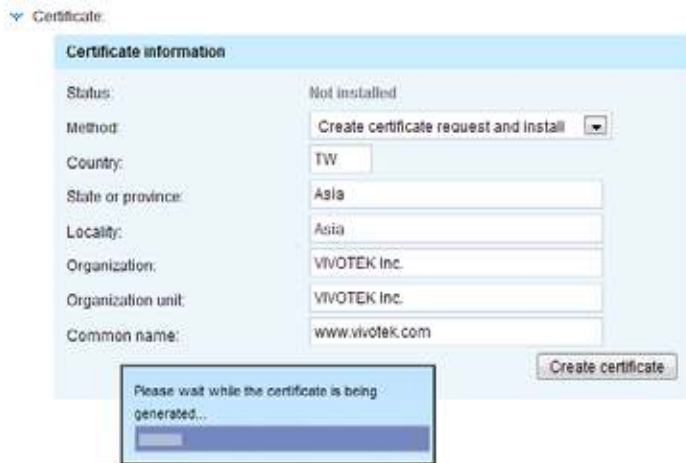 Certificate:
Certificate information
Status: Not installed
Method: Create certificate request and install
Country: TW
State or province: Asia
Locality: Asia
Organization: VIVOTEK Inc.
Organization unit: VIVOTEK Inc.
Common name: www.vivotek.com
Create certificate
Please wait while the certificate is being
generated...